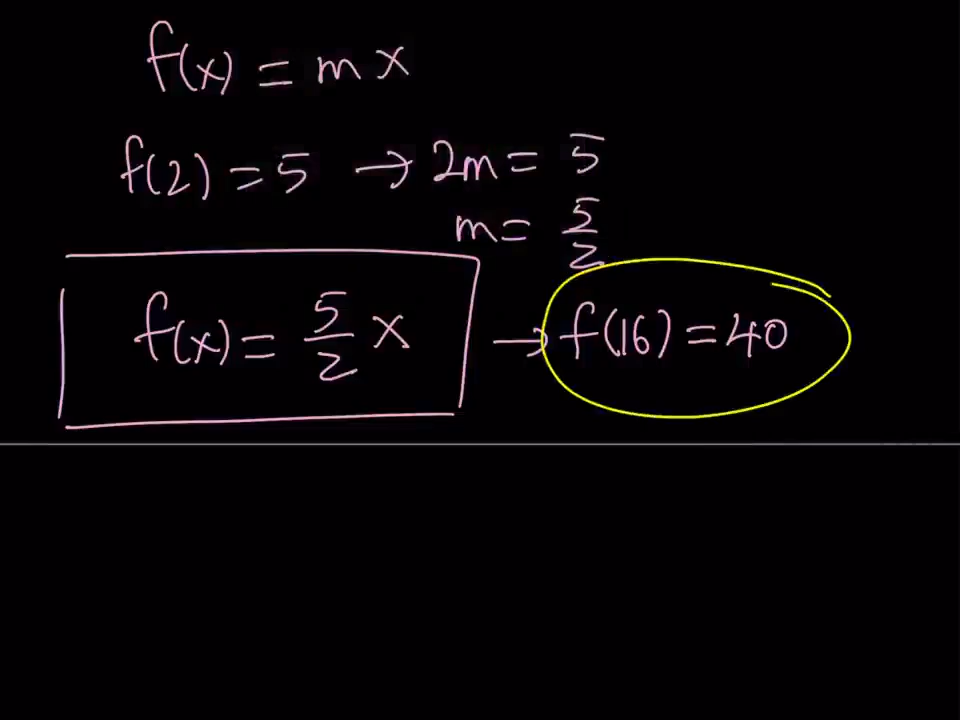 f(x) = mx
f(2) = 5 → 2m = 5
m = 5/2
f(x) = 5/2 x → f(16) = 40